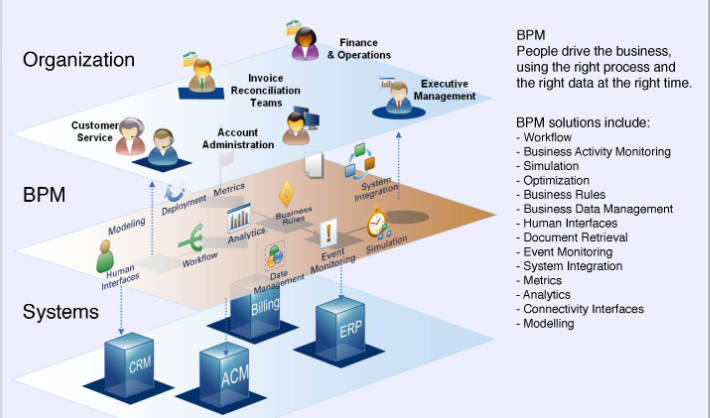 Organization
Finance
& Operations
Invoice
Reconciliation
Teams
Executive
Management
Customer
Service
Account
Administration
BPM
Metrics
Deployment
System
Integration
Modeling
Business
Rules
Analytics
Workflow
Simulation
Event
Monitoring
Human
Interfaces
Data
Management
Systems
Billing
ERP
CRM
ACM
BPM
People drive the business,
using the right process and
the right data at the right time.
BPM solutions include:
- Workflow
- Business Activity Monitoring
- Simulation
- Optimization
- Business Rules
- Business Data Management
- Human Interfaces
- Document Retrieval
- Event Monitoring
- System Integration
- Metrics
- Analytics
- Connectivity Interfaces
- Modelling